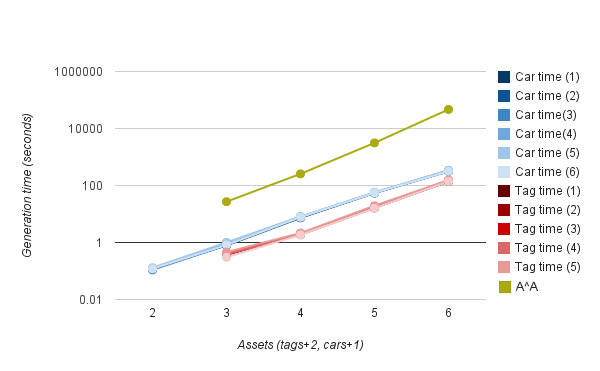 1000000
10000
100
1
0.01
Generation time (seconds)
2 3 4 5 6
Assets (tags+2, cars+1)
Car time (1)
Car time (2)
Car time(3)
Car time(4)
Car time (5)
Car time (6)
Tag time (1)
Tag time (2)
Tag time (3)
Tag time (4)
Tag time (5)
A^A